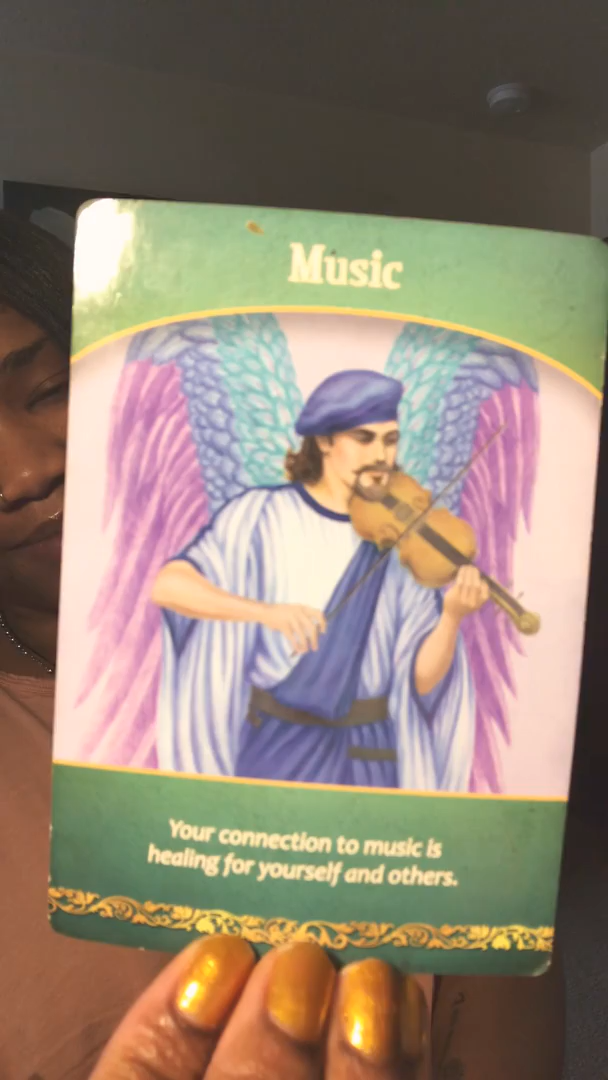 Music
Your connection to music is
healing for yourself and others.